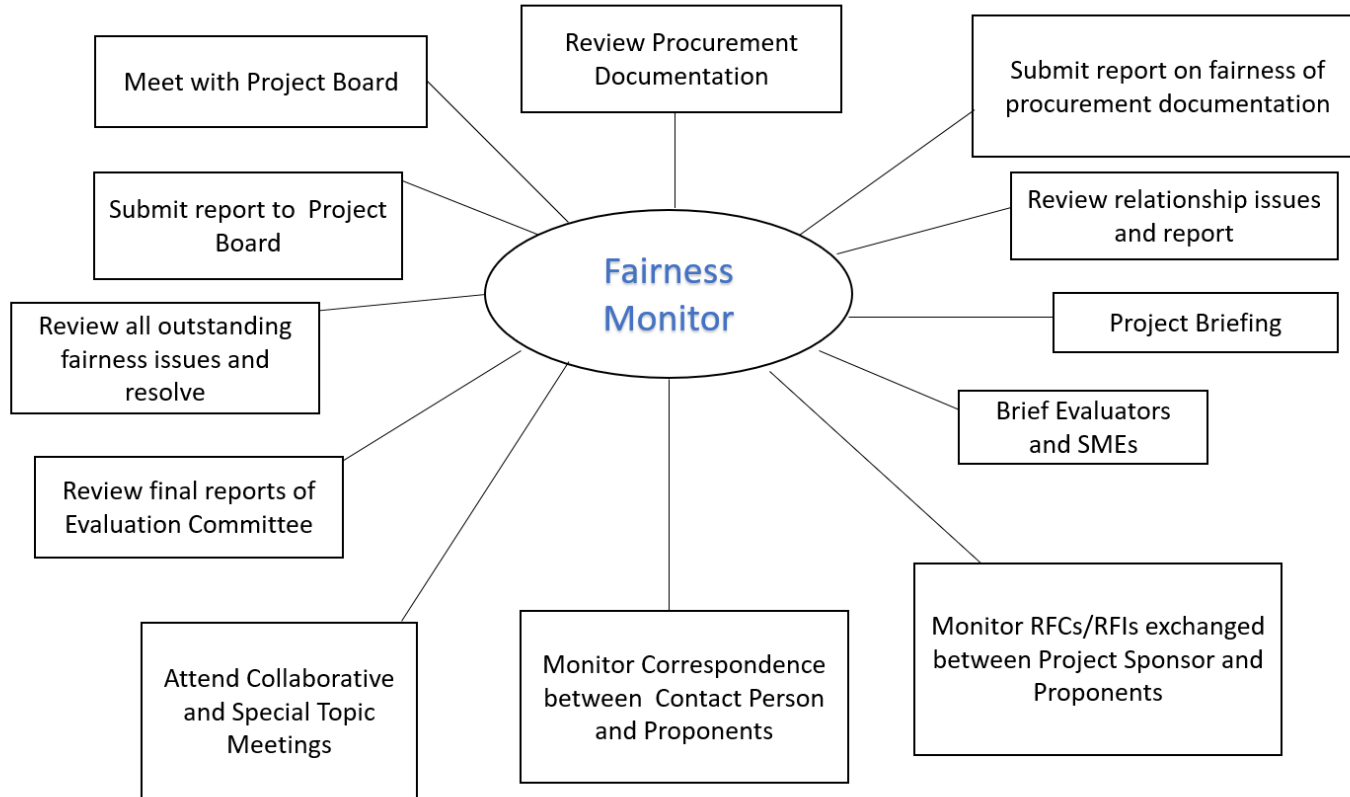 Review Procurement
Documentation
Submit report on fairness of
procurement documentation
Meet with Project Board
Submit report to  Project
Board
Review relationship issues
and report
Fairness
Monitor
Project Briefing
Review all outstanding
fairness issues and
resolve
Brief Evaluators
and SMEs
Review final reports of
Evaluation Committee
Monitor RFCs/RFIs exchanged
between Project Sponsor and
Proponents
Monitor Correspondence
between  Contact Person
and Proponents
Attend Collaborative
and Special Topic
Meetings